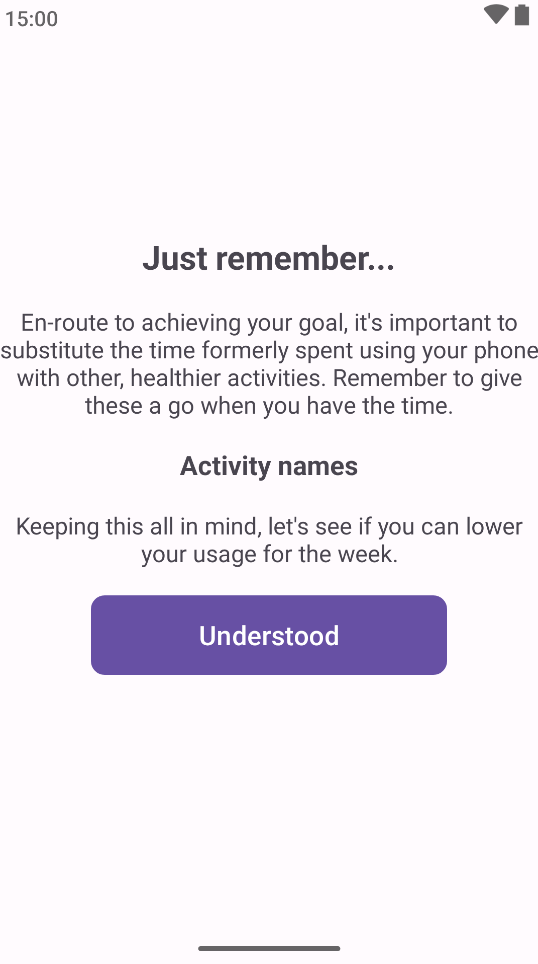 15:00
Just remember...
En-route to achieving your goal, it's important to
substitute the time formerly spent using your phone
with other, healthier activities. Remember to give
these a go when you have the time.
Activity names
Keeping this all in mind, let's see if you can lower
your usage for the week.
Understood